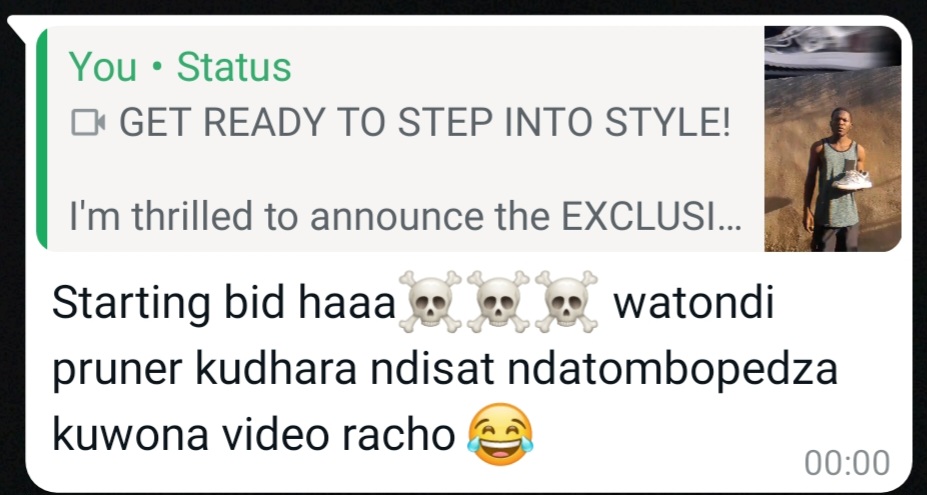 You • Status
GET READY TO STEP INTO STYLE!
I'm thrilled to announce the EXCLUSI...
Starting bid haaa☠️☠️☠️ watondi
pruner kudhara ndisat ndatombopedza
kuwona video racho 😂
00:00